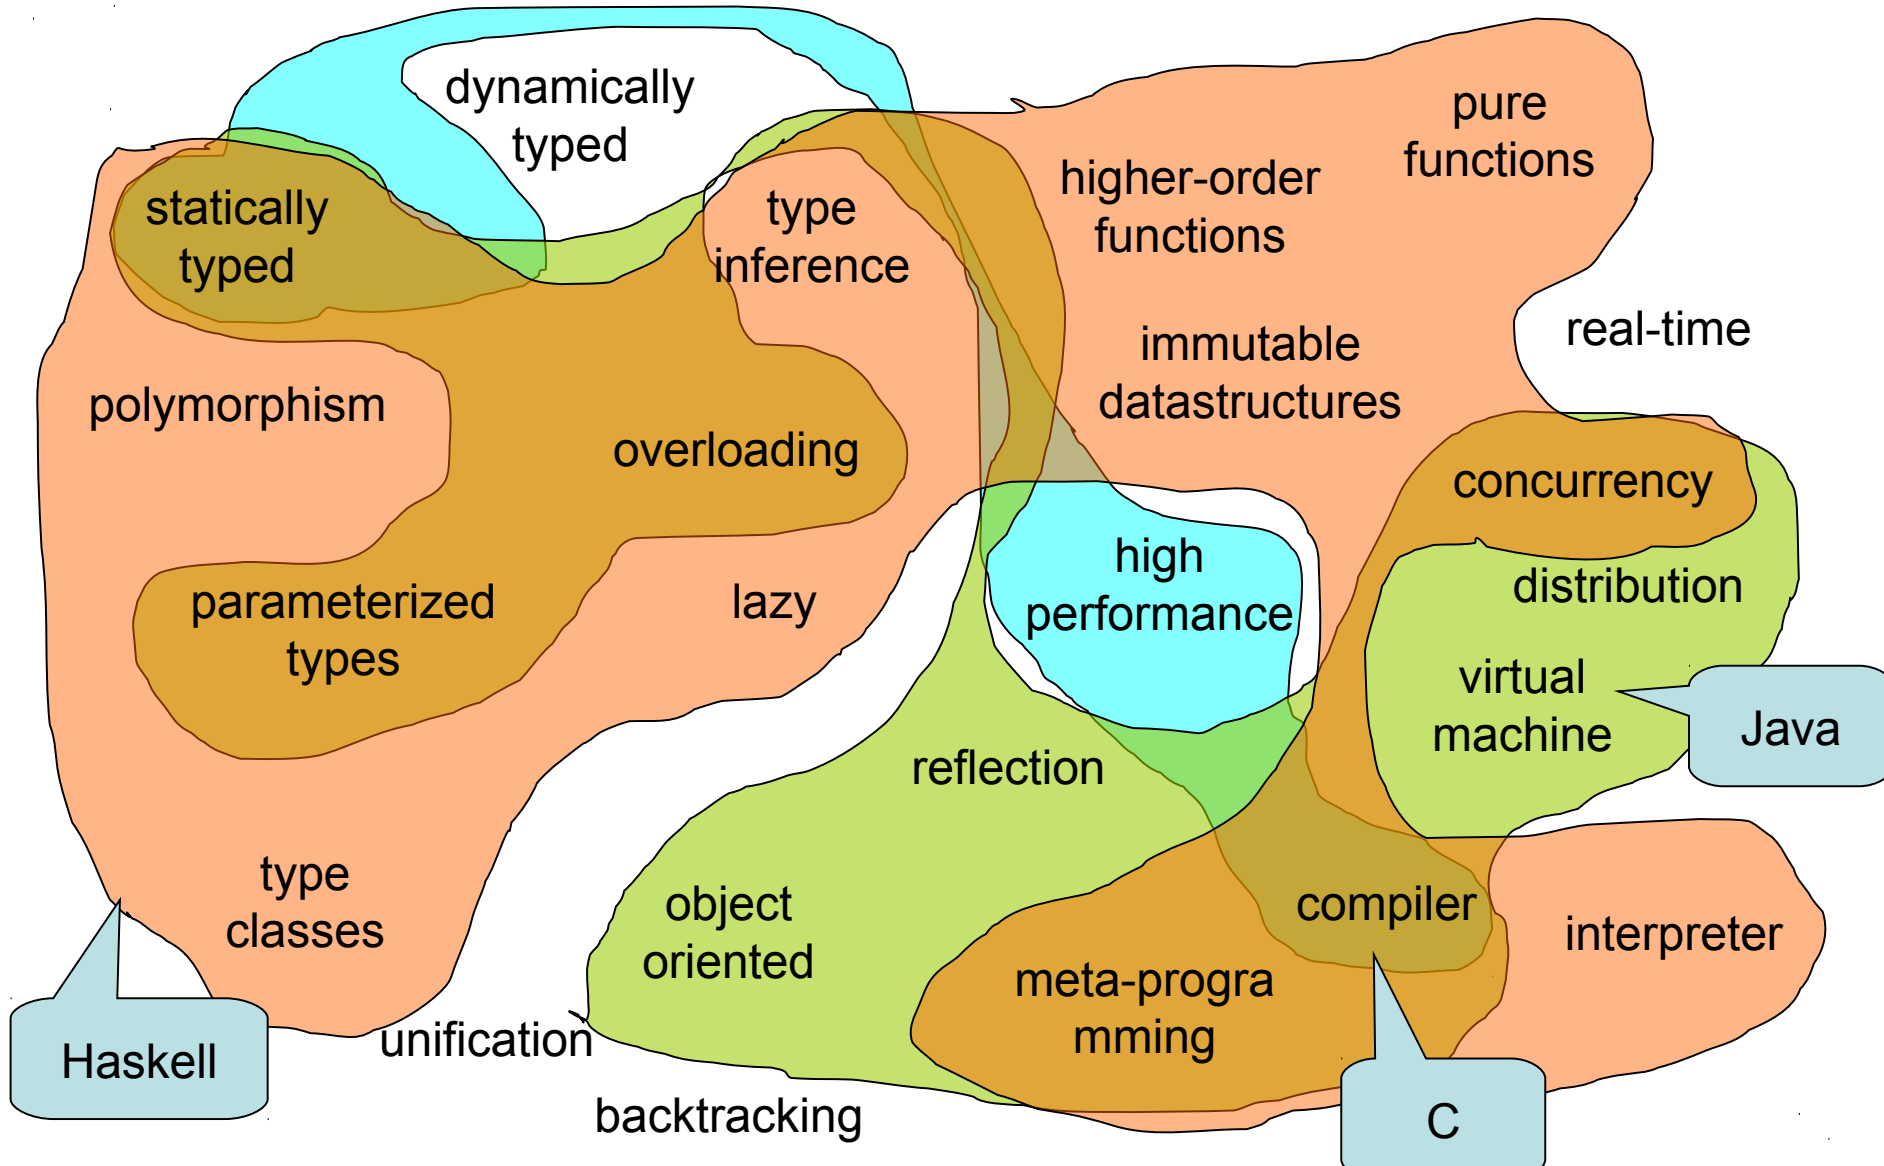 dynamically
typed
pure
functions
higher-order
functions
statically
typed
type
inference
real-time
immutable
datastructures
polymorphism
overloading
concurrency
high
performance
distribution
parameterized
types
lazy
virtual
machine
Java
reflection
type
classes
object
oriented
compiler
interpreter
meta-progra
mming
unification
Haskell
backtracking
C